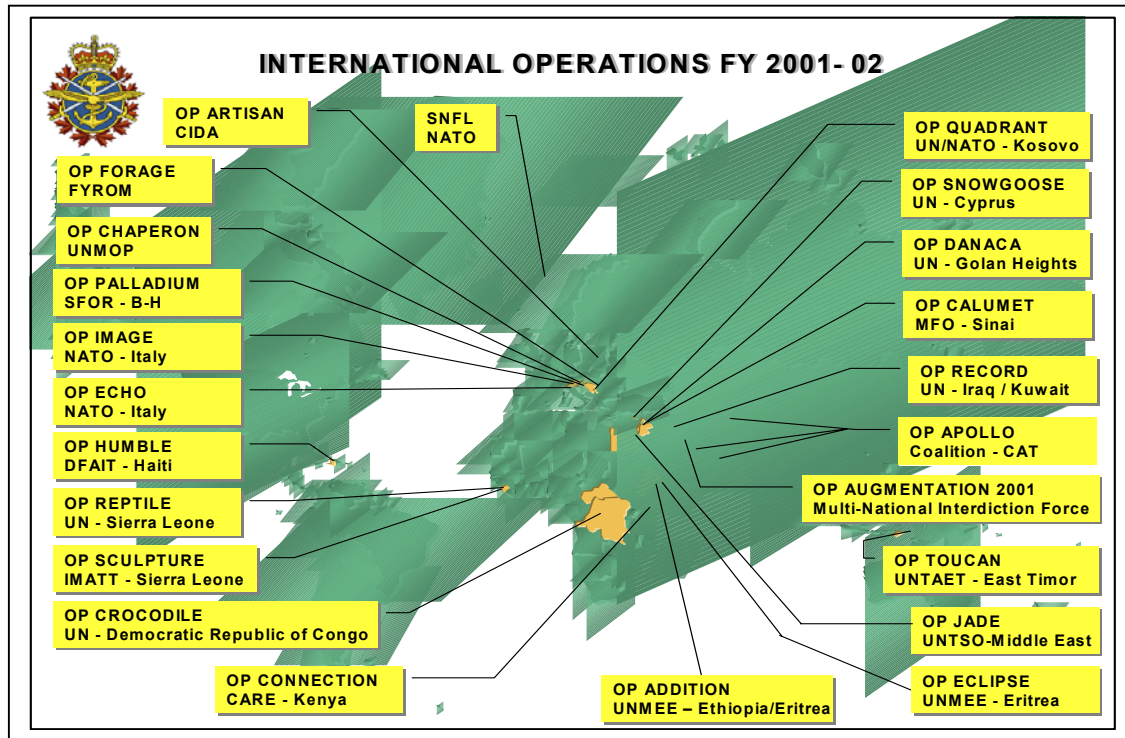 INTERNATIONAL OPERATIONS FY 2001- 02
OP ARTISAN
CIDA
SNFL
NATO
OP FORAGE
FYROM
OP CHAPERON
UNMOP
OP PALLADIUM
SFOR - B-H
OP IMAGE
NATO - Italy
OP ECHO
NATO - Italy
OP HUMBLE
DFAIT - Haiti
OP REPTILE
UN - Sierra Leone
OP SCULPTURE
IMATT - Sierra Leone
OP CROCODILE
UN - Democratic Republic of Congo
OP CONNECTION
CARE - Kenya
OP QUADRANT
UN/NATO - Kosovo
OP SNOWGOOSE
UN - Cyprus
OP DANACA
UN - Golan Heights
OP CALUMET
MFO - Sinai
OP RECORD
UN - Iraq / Kuwait
OP APOLLO
Coalition - CAT
OP AUGMENTATION 2001
Multi-National Interdiction Force
OP TOUCAN
UNTAET - East Timor
OP JADE
UNTSO-Middle East
OP ECLIPSE
UNMEE - Eritrea
OP ADDITION
UNMEE – Ethiopia/Eritrea